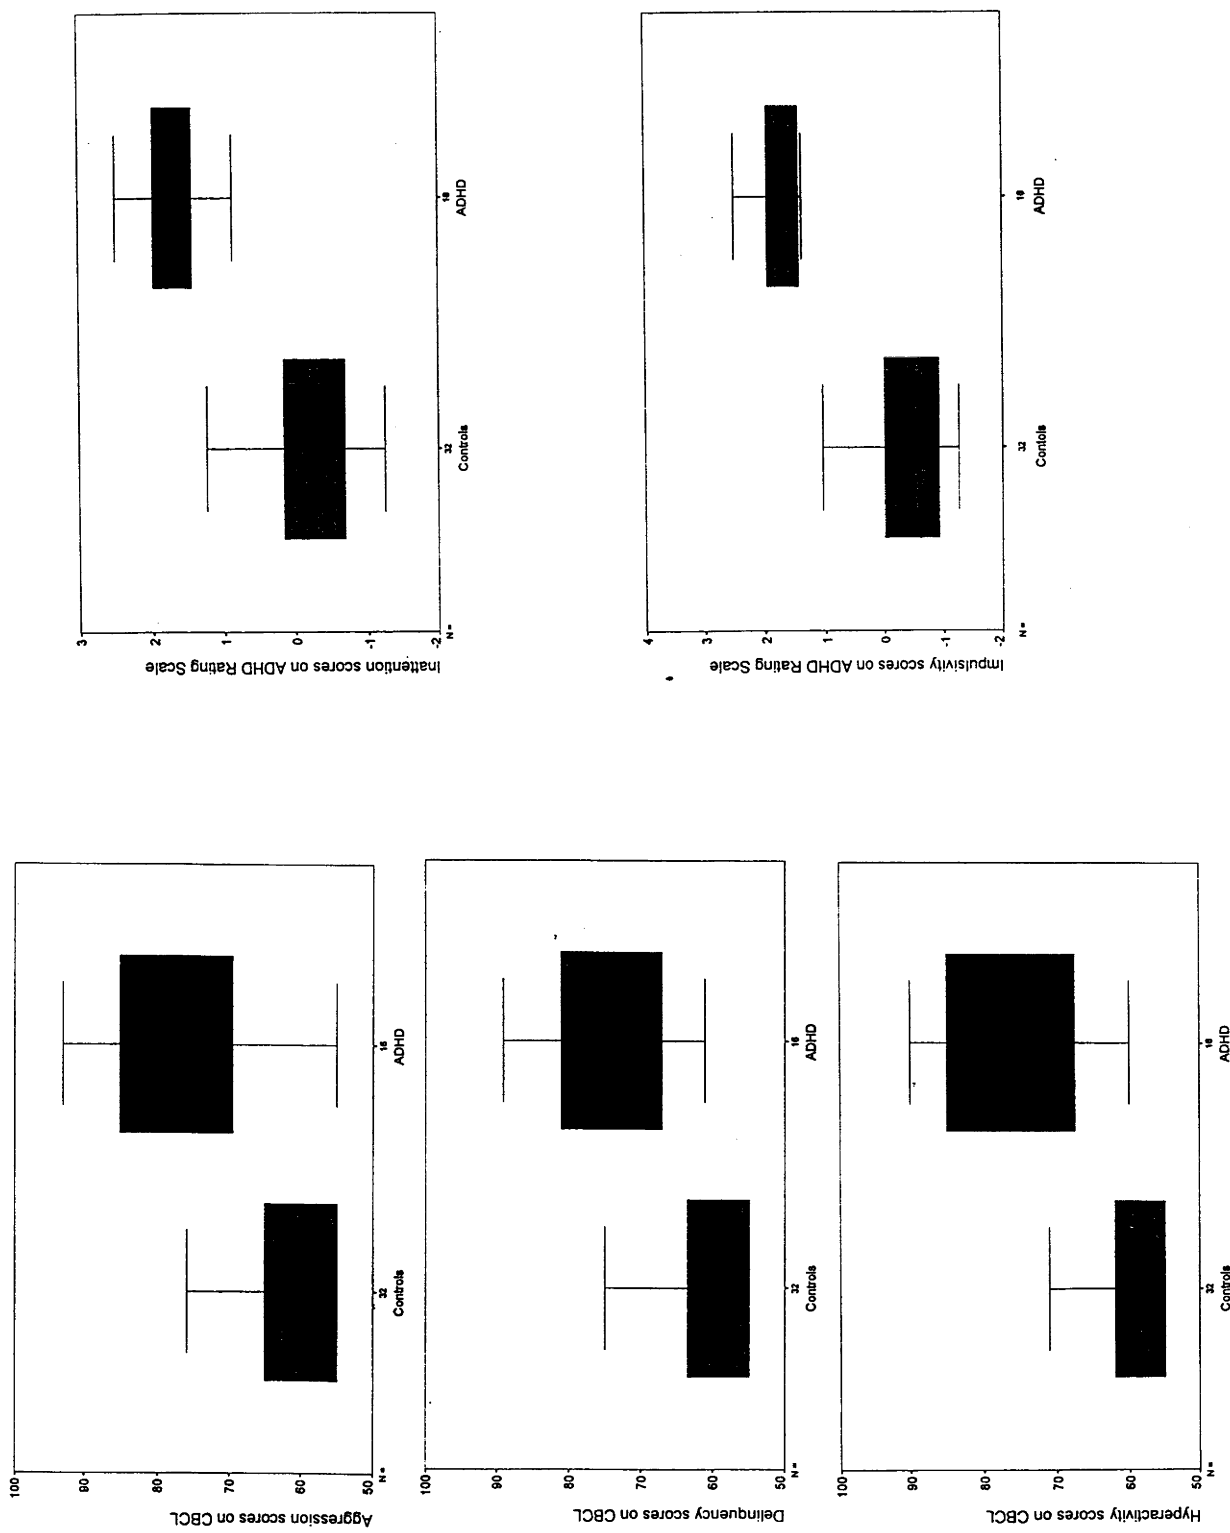 Aggression scores on CBCL
100
90
80
70
60
50
N =
32
16
Controls
ADHD
Delinquency scores on CBCL
100
90
80
70
60
50
N =
32
16
Controls
ADHD
Hyperactivity scores on CBCL
100
90
80
70
60
50
N =
32
16
Controls
ADHD
Inattention scores on ADHD Rating Scale
3
2
1
0
-1
-2
N =
32
16
Controls
ADHD
Impulsivity scores on ADHD Rating Scale
4
3
2
1
0
-1
-2
N =
32
16
Contols
ADHD